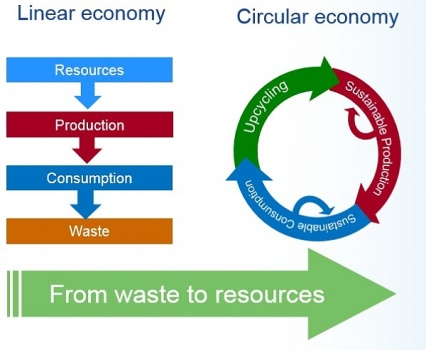 Linear economy
Resources
Production
Consumption
Waste
Circular economy
Upcycling
Sustainable Production
Sustainable Consumption
From waste to resources